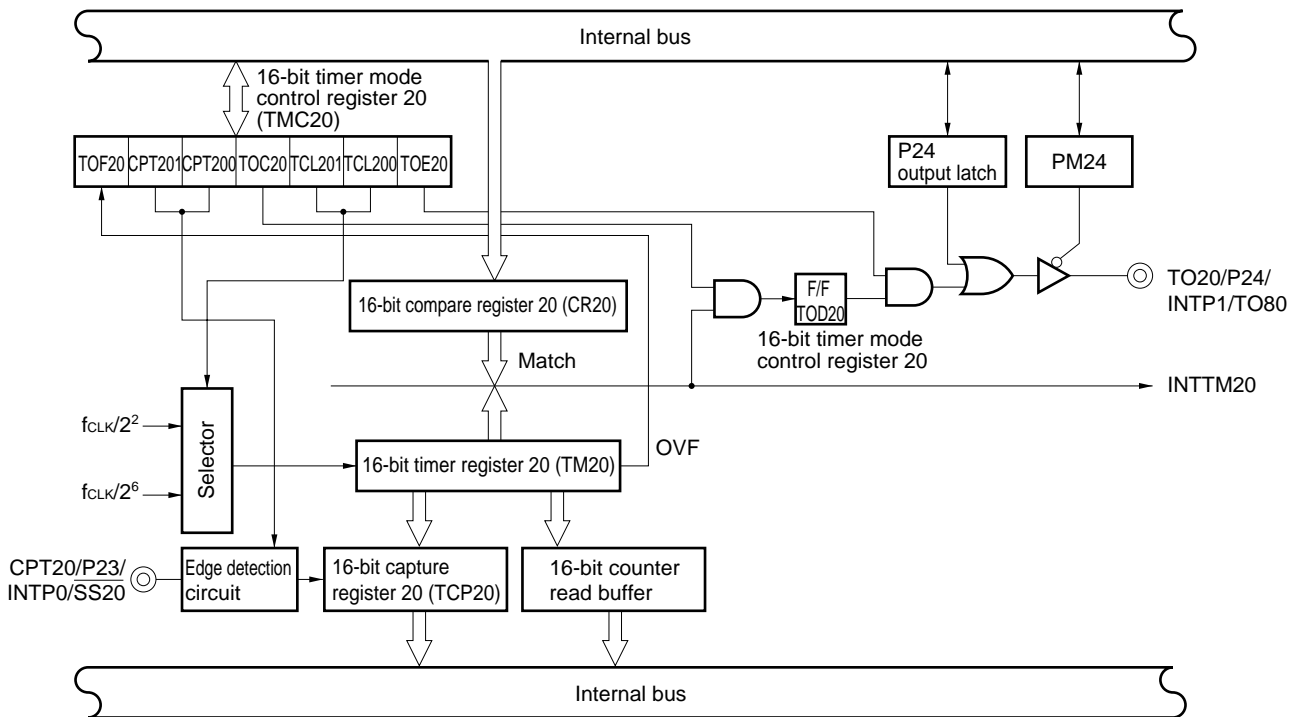 Internal bus
16-bit timer mode
control register 20
(TMC20)
TOF20 CPT201 CPT200 TOC20 TCL201 TCL200 TOE20
P24
output latch
PM24
16-bit compare register 20 (CR20)
F/F
TOD20
16-bit timer mode
control register 20
TO20/P24/
INTP1/TO80
Match
INTTM20
fCLK/2²
fCLK/2⁶
Selector
16-bit timer register 20 (TM20)
OVF
CPT20/P23/
INTP0/S̅S̅2̅0̅
Edge detection
circuit
16-bit capture
register 20 (TCP20)
16-bit counter
read buffer
Internal bus